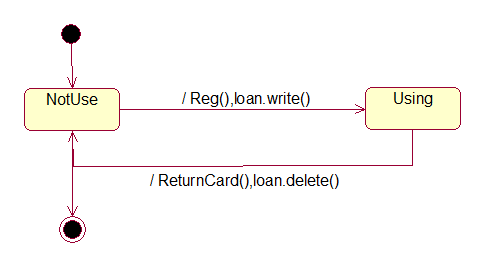 NotUse
/ Reg(),loan.write()
Using
/ ReturnCard(),loan.delete()